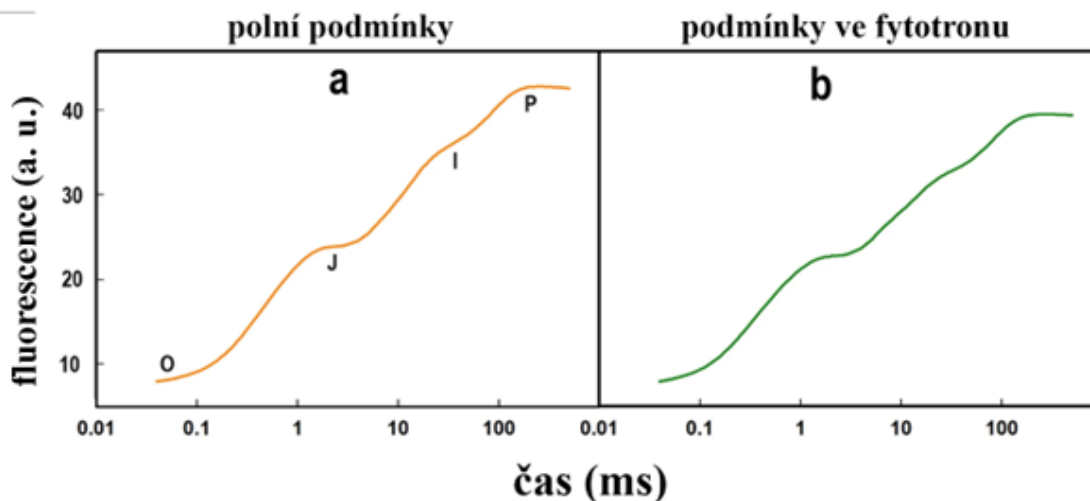 polní podmínky
podmínky ve fytotronu
a
b
fluorescence (a. u.)
40
30
20
10
O
J
I
P
0.01 0.1 1 10 100 0.01 0.1 1 10 100
čas (ms)